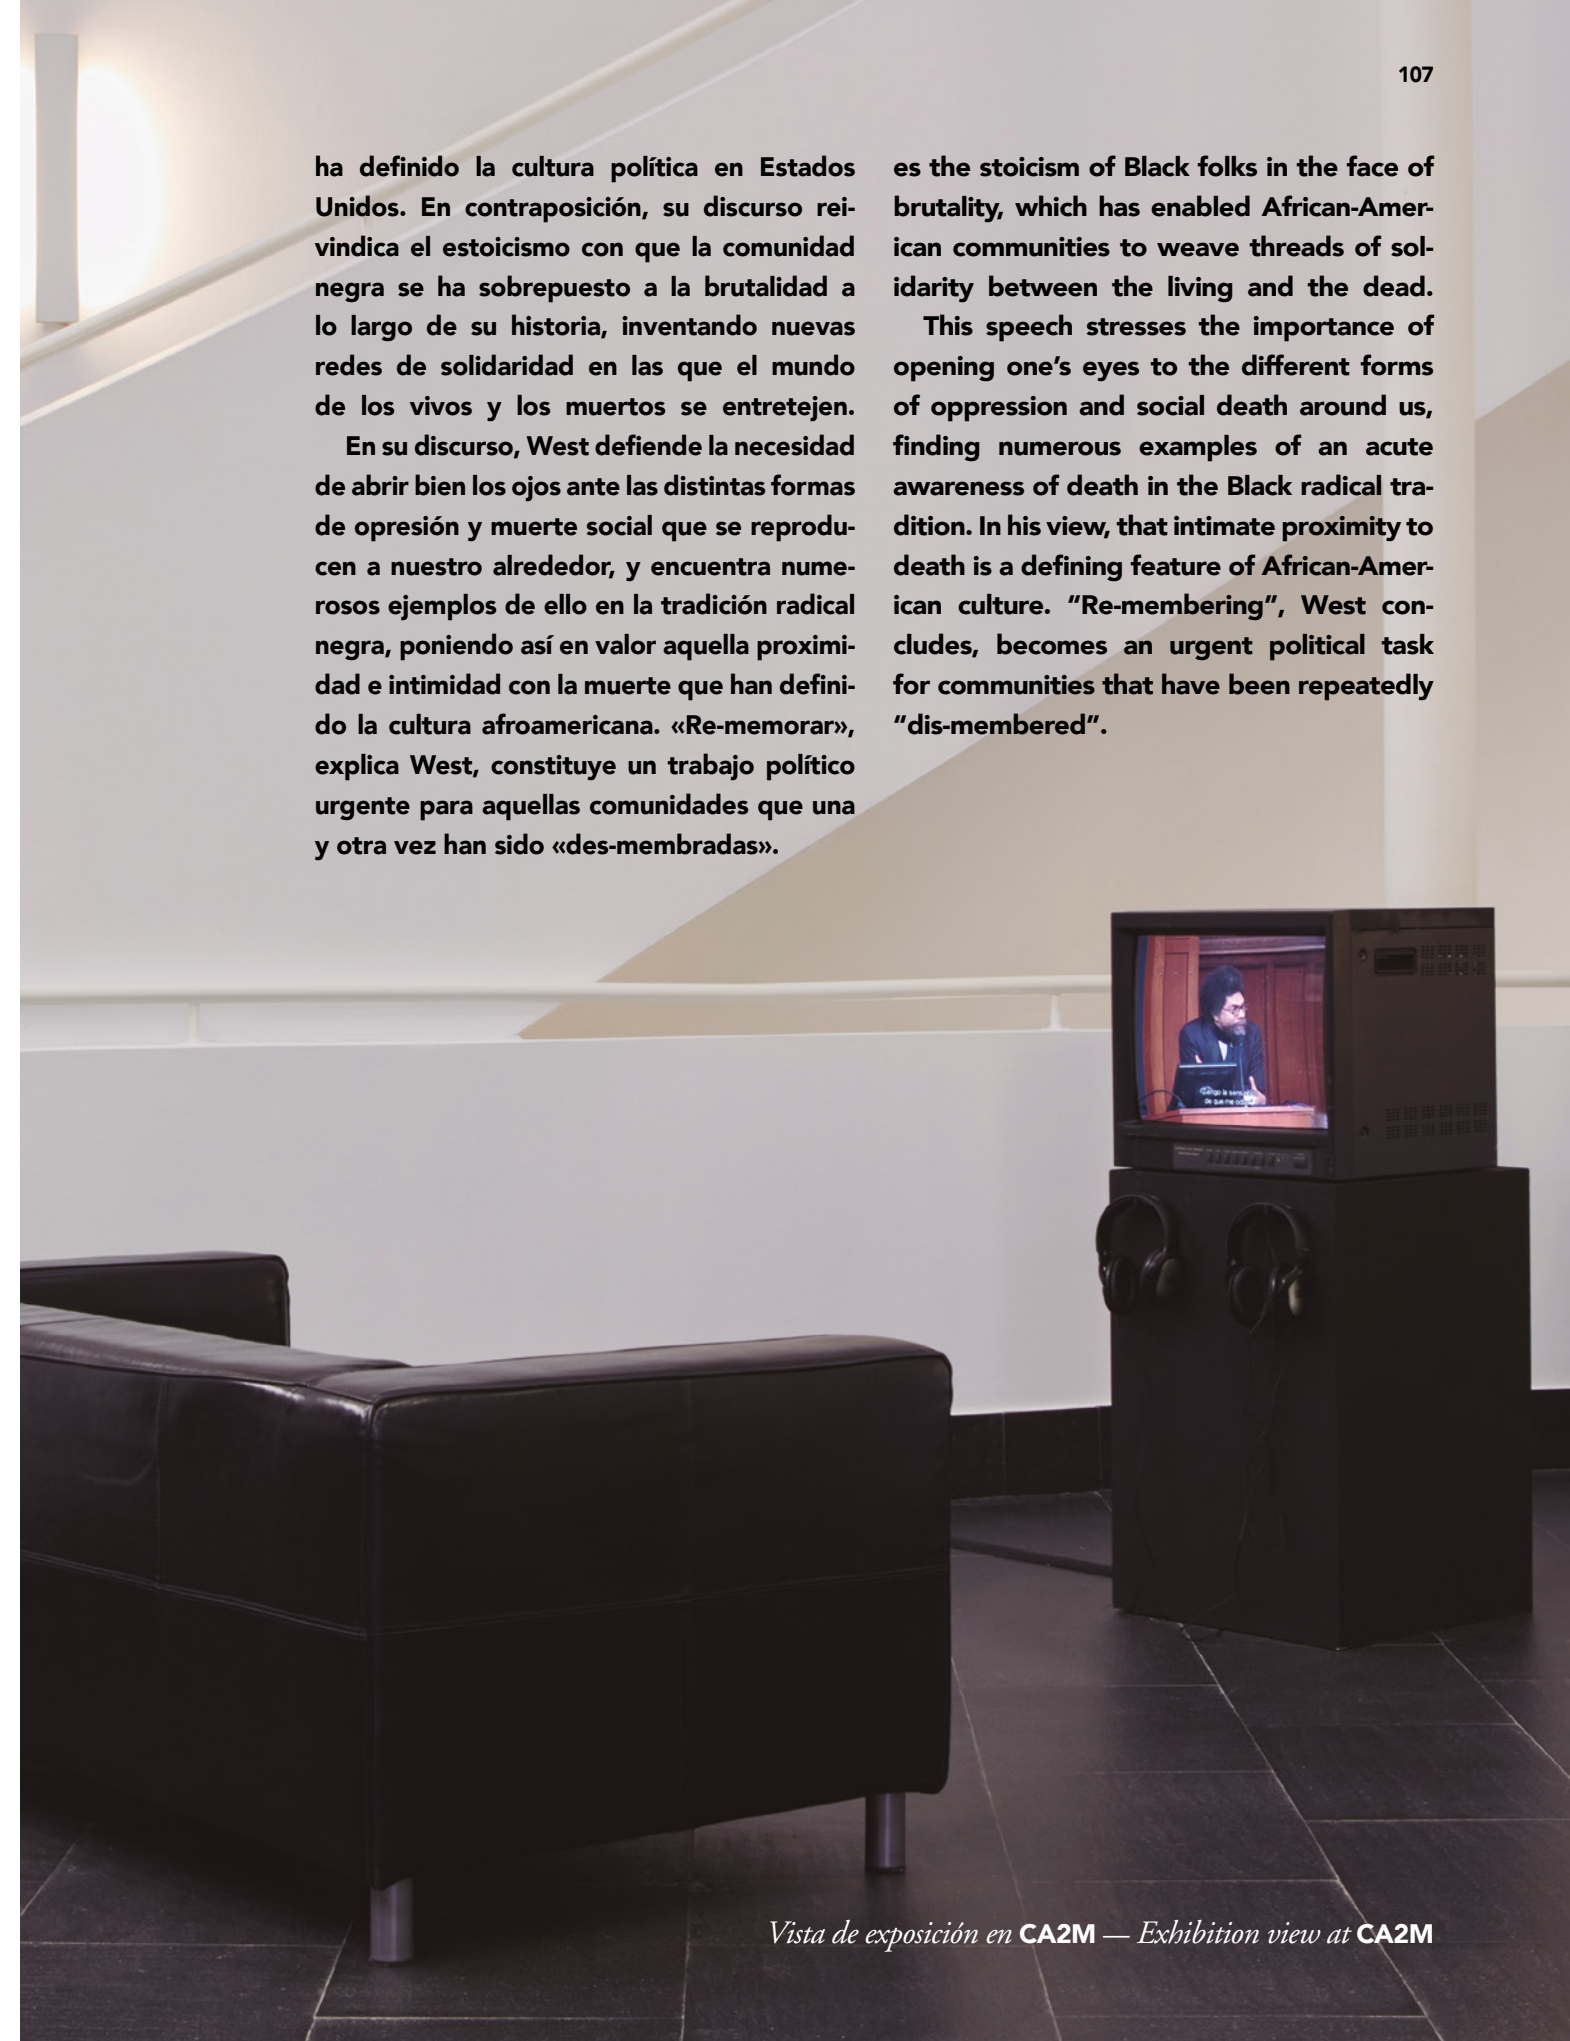 107
ha definido la cultura política en Estados
Unidos. En contraposición, su discurso rei-
vindica el estoicismo con que la comunidad
negra se ha sobrepuesto a la brutalidad a
lo largo de su historia, inventando nuevas
redes de solidaridad en las que el mundo
de los vivos y los muertos se entretejen.
En su discurso, West defiende la necesidad
de abrir bien los ojos ante las distintas formas
de opresión y muerte social que se reprodu-
cen a nuestro alrededor, y encuentra nume-
rosos ejemplos de ello en la tradición radical
negra, poniendo así en valor aquella proximi-
dad e intimidad con la muerte que han defini-
do la cultura afroamericana. «Re-memorar»,
explica West, constituye un trabajo político
urgente para aquellas comunidades que una
y otra vez han sido «des-membradas».
es the stoicism of Black folks in the face of
brutality, which has enabled African-Amer-
ican communities to weave threads of sol-
idarity between the living and the dead.
This speech stresses the importance of
opening one's eyes to the different forms
of oppression and social death around us,
finding numerous examples of an acute
awareness of death in the Black radical tra-
dition. In his view, that intimate proximity to
death is a defining feature of African-Amer-
ican culture. “Re-membering”, West con-
cludes, becomes an urgent political task
for communities that have been repeatedly
“dis-membered”.
de que me
Vista de exposición en CA2M — Exhibition view at CA2M